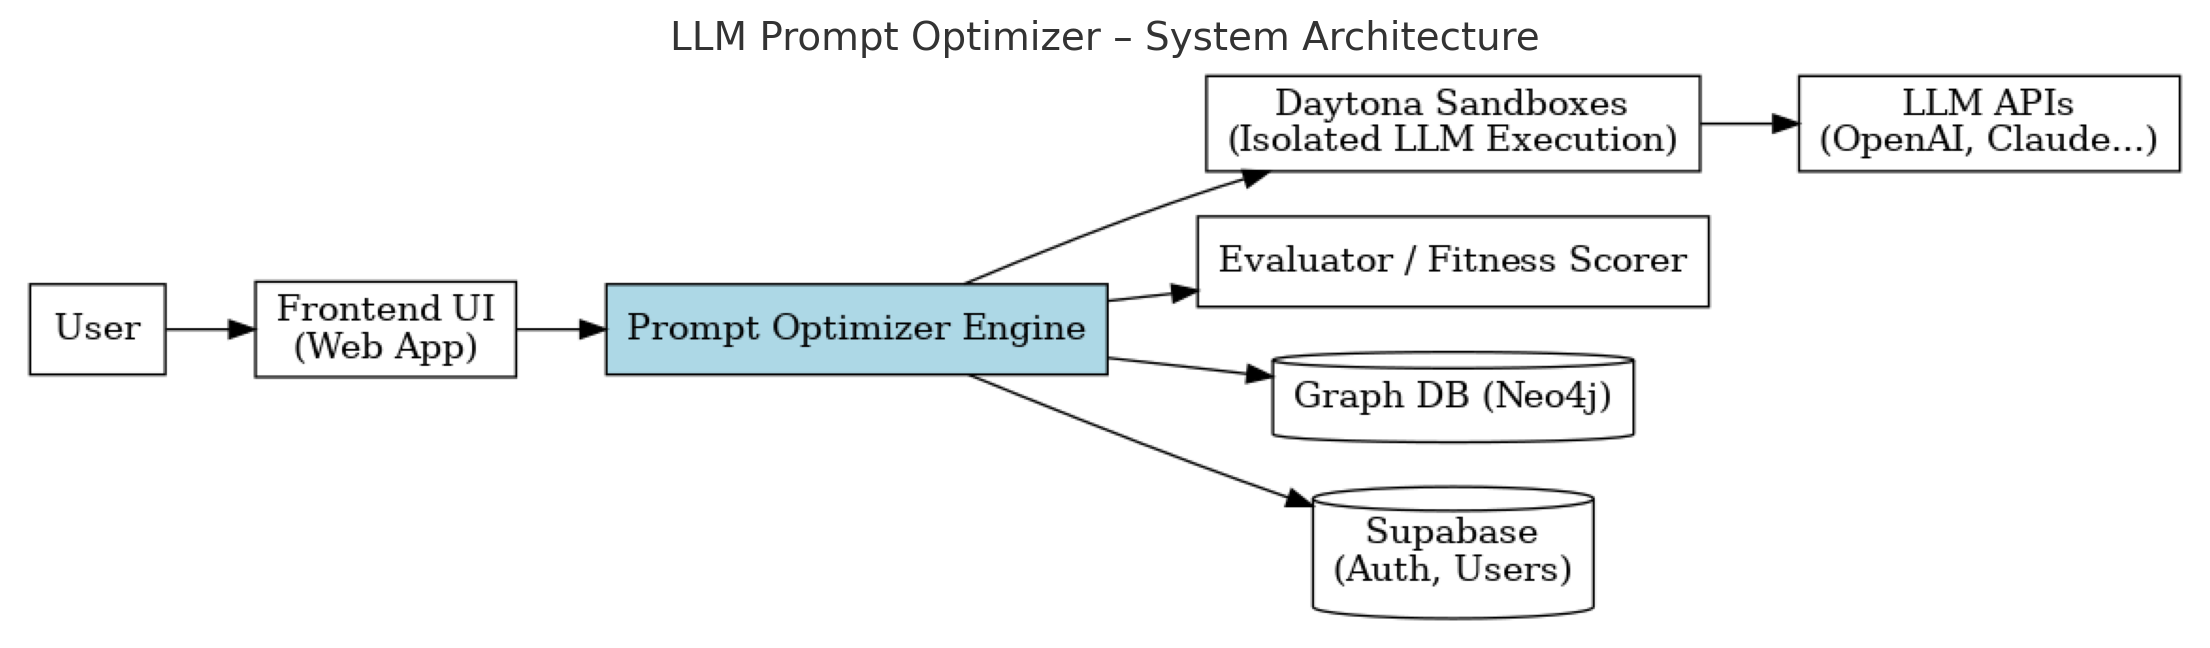 LLM Prompt Optimizer – System Architecture
Daytona Sandboxes
(Isolated LLM Execution)
LLM APIs
(OpenAI, Claude...)
Evaluator / Fitness Scorer
User
Frontend UI
(Web App)
Prompt Optimizer Engine
Graph DB (Neo4j)
Supabase
(Auth, Users)